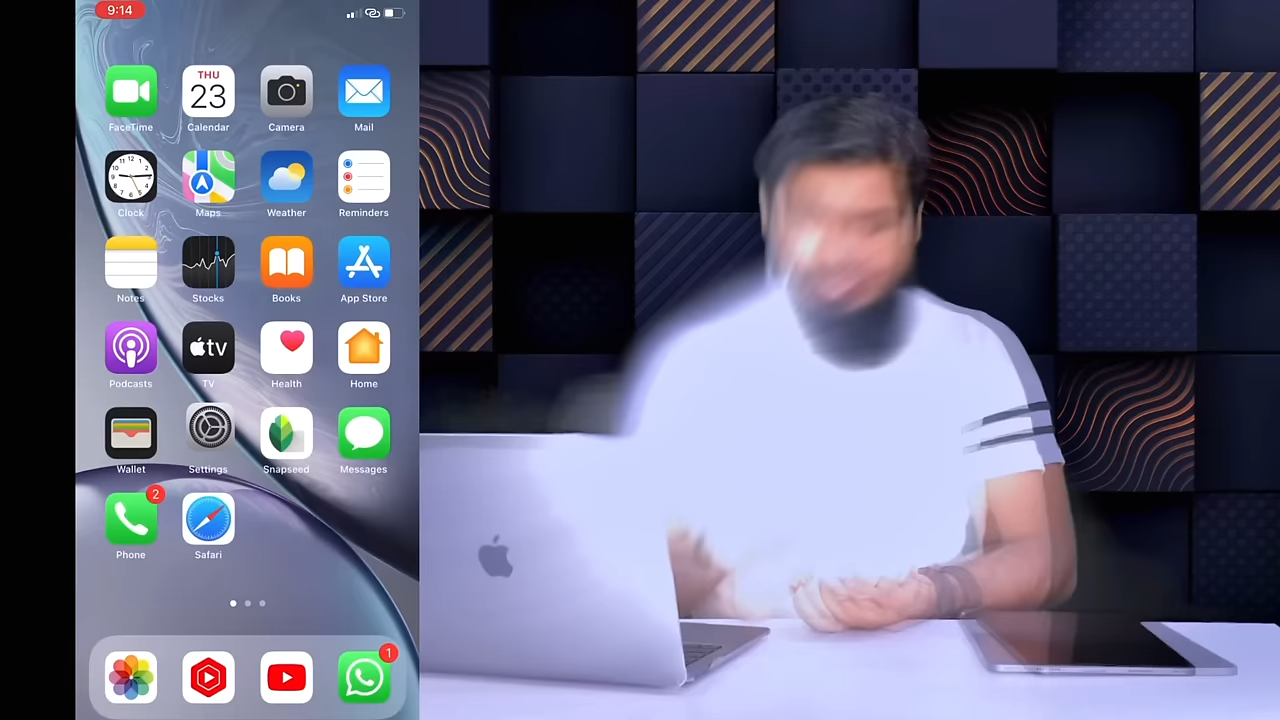 9:14
THU
23
FaceTime
Calendar
Camera
Mail
Clock
Maps
Weather
Reminders
Notes
Stocks
Books
App Store
tv
Podcasts
TV
Health
Home
Wallet
Settings
Snapseed
Messages
2
Phone
Safari
1